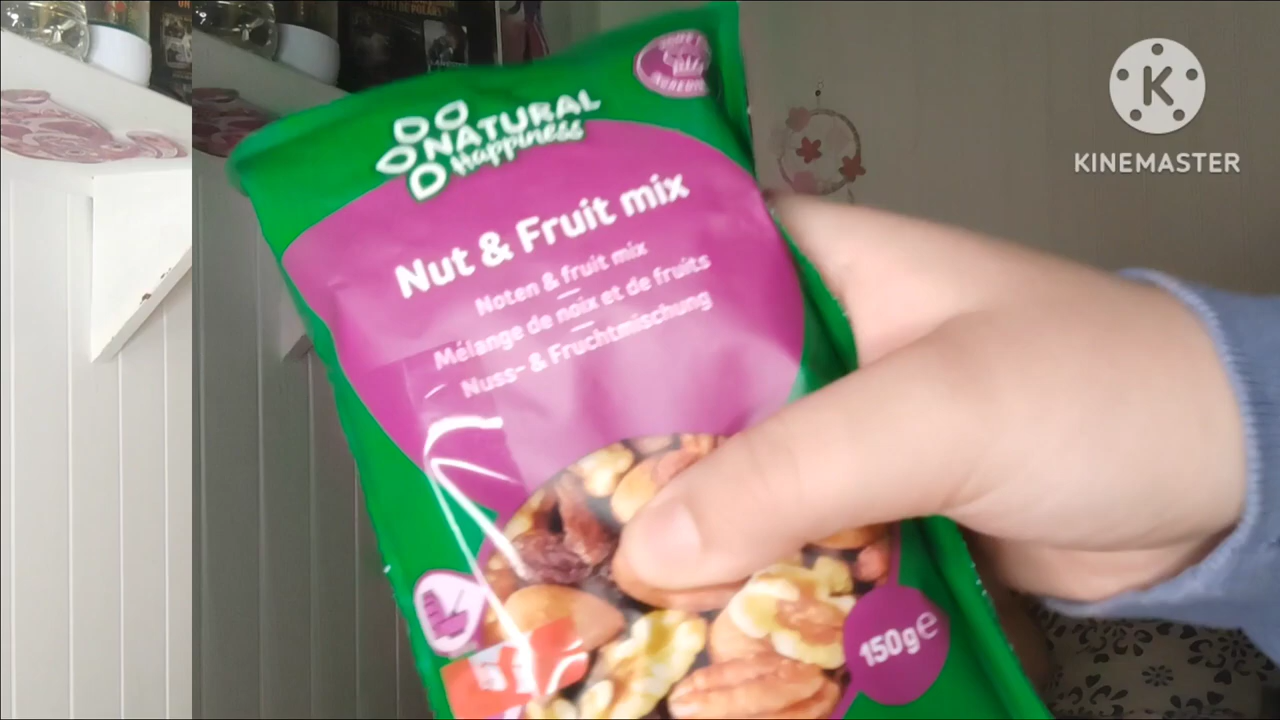 KINEMASTER
NATURAL
Happiness
Nut & Fruit mix
Noten & fruit mix
Mélange de noix et de fruits
Nuss- & Fruchtmischung
150g℮